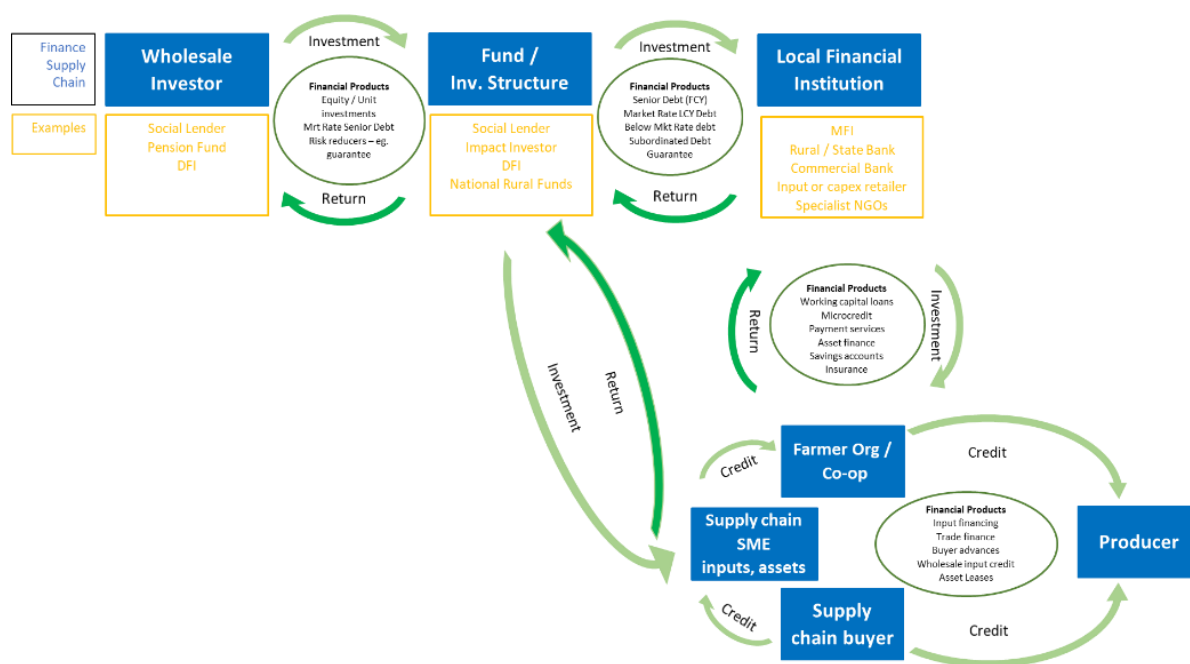 Finance
Supply
Chain
Wholesale
Investor
Investment
Fund /
Inv. Structure
Investment
Local Financial
Institution
Financial Products
Equity / Unit
investments
Mrt Rate Senior Debt
Risk reducers – eg.
guarantee
Financial Products
Senior Debt (FCY)
Market Rate LCY Debt
Below Mkt Rate debt
Subordinated Debt
Guarantee
Examples
Social Lender
Pension Fund
DFI
Return
Social Lender
Impact Investor
DFI
National Rural Funds
Return
MFI
Rural / State Bank
Commercial Bank
Input or capex retailer
Specialist NGOs
Return
Financial Products
Working capital loans
Microcredit
Payment services
Asset finance
Savings accounts
Insurance
Investment
Investment
Return
Credit
Farmer Org /
Co-op
Credit
Supply chain
SME
inputs, assets
Financial Products
Input financing
Trade finance
Buyer advances
Wholesale input credit
Asset Leases
Producer
Credit
Supply
chain buyer
Credit